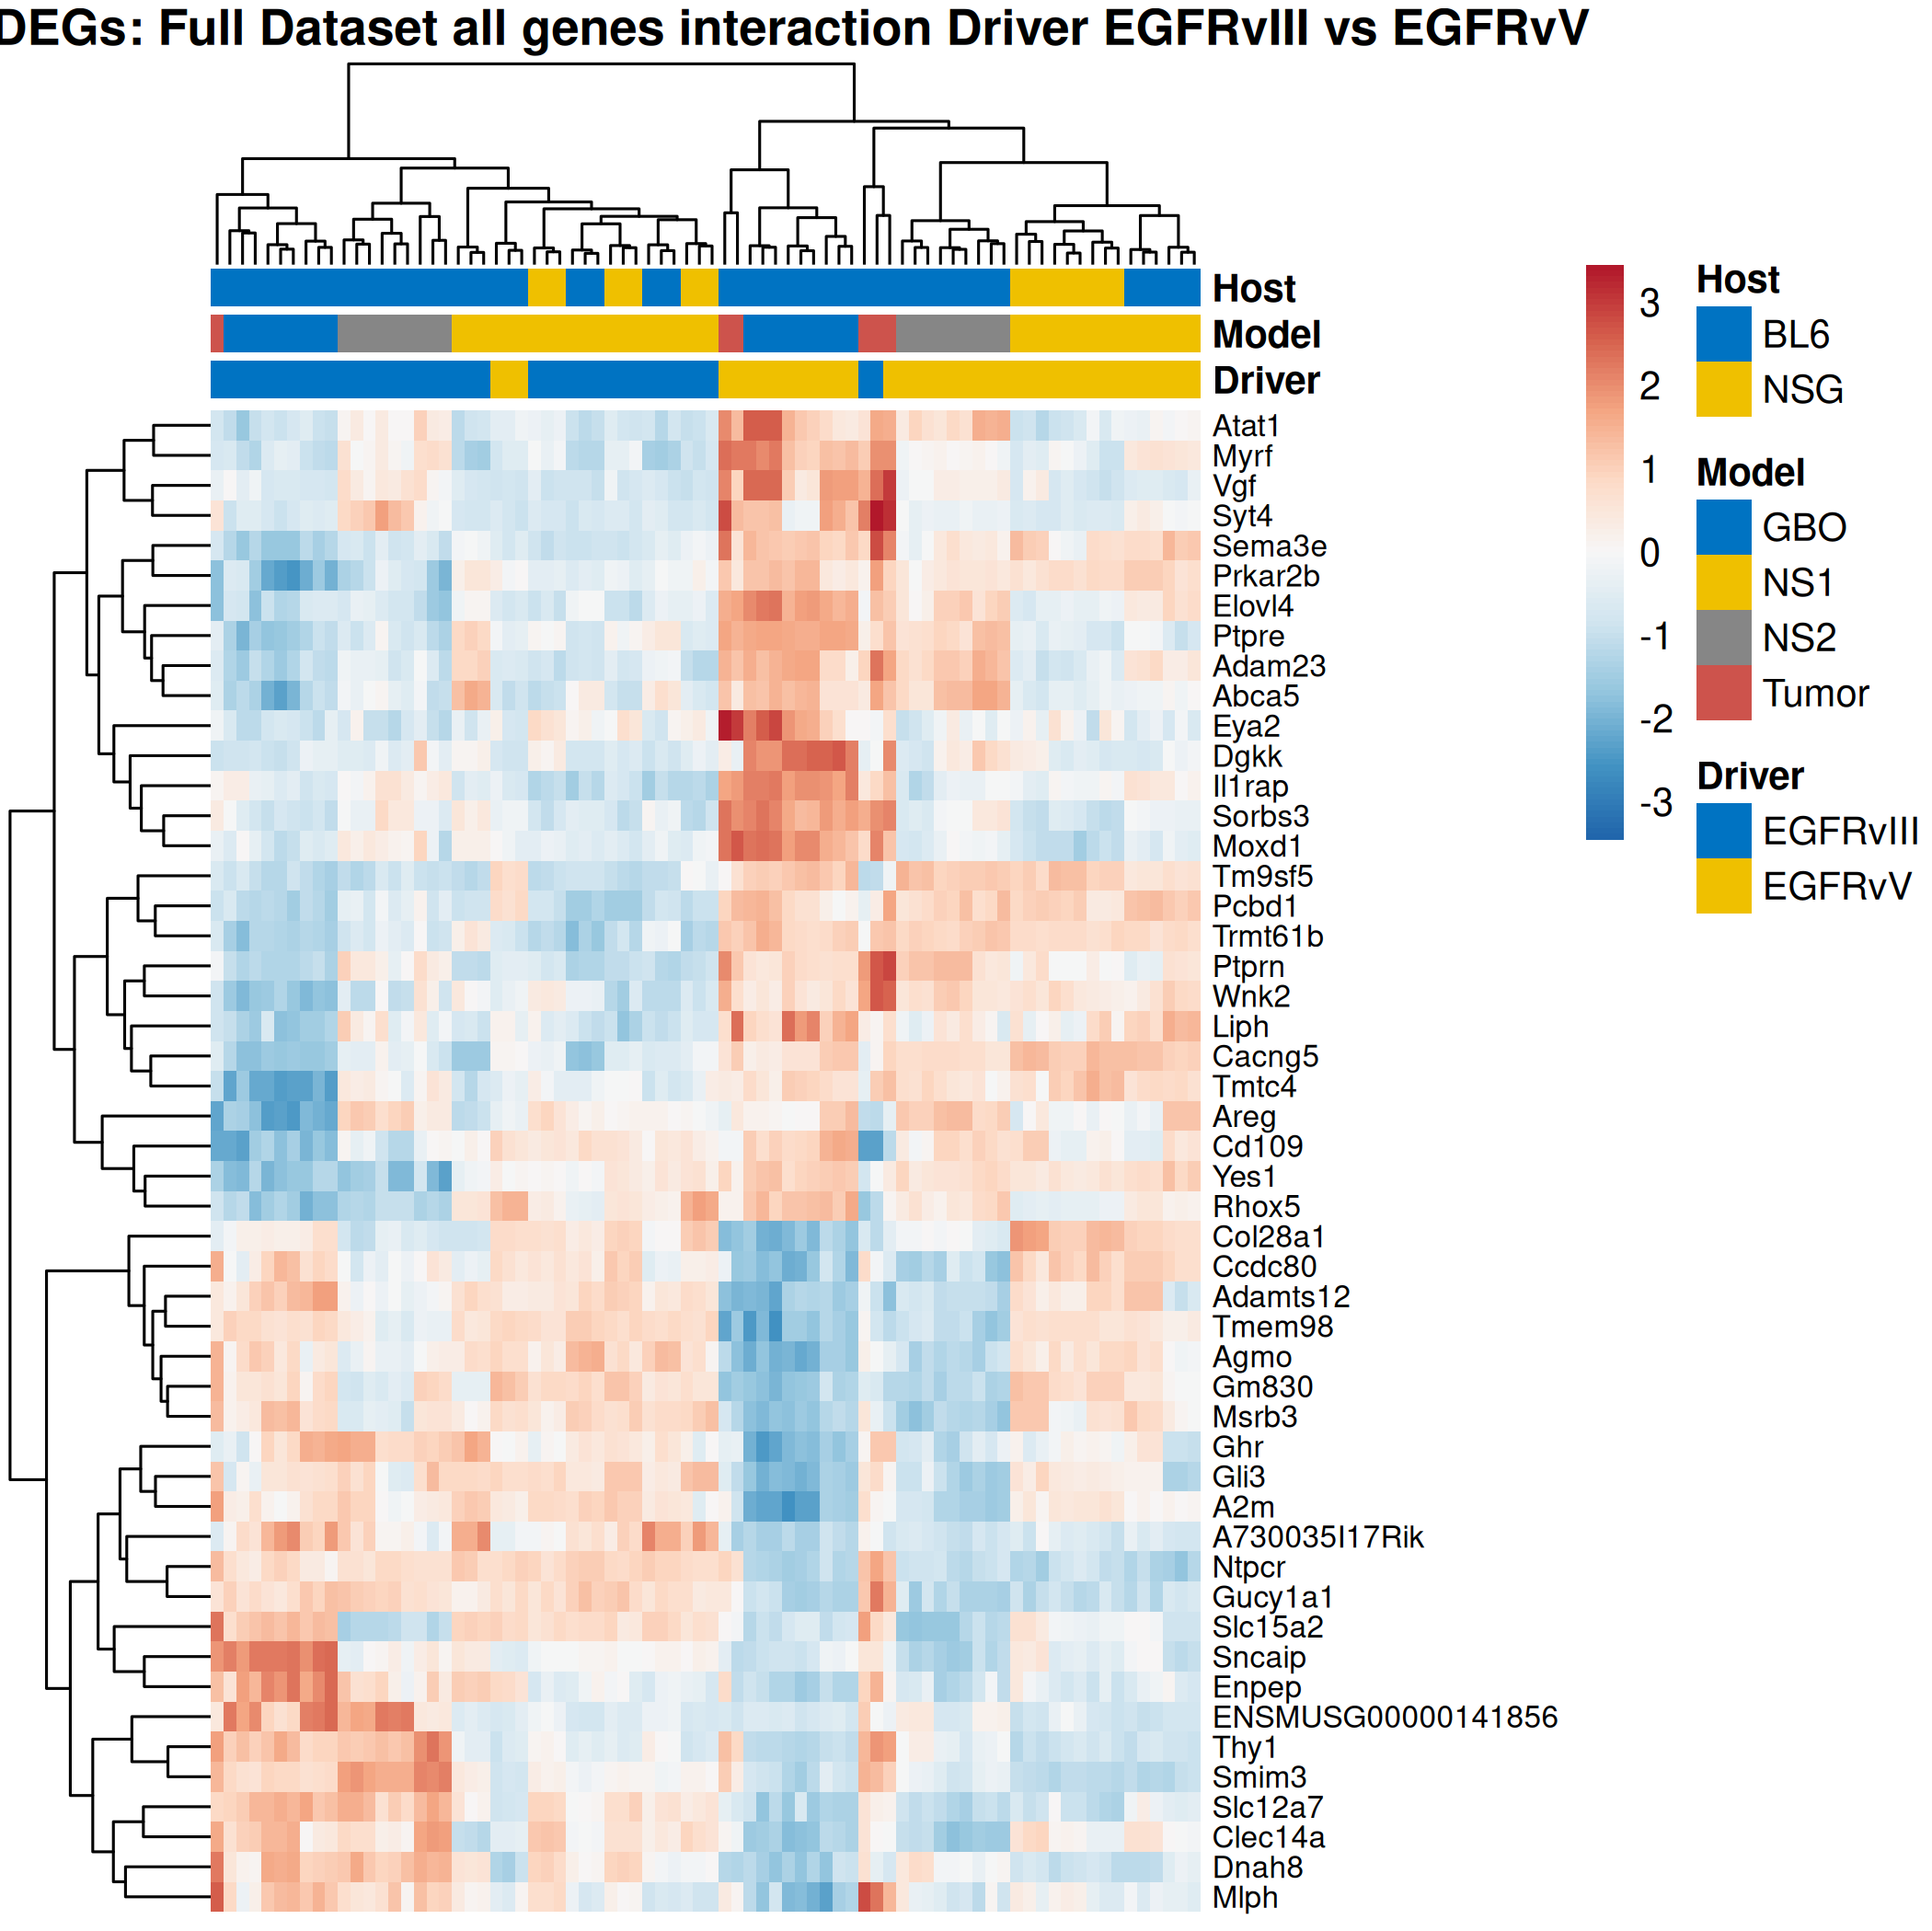 DEGs: Full Dataset all genes interaction Driver EGFRvIII vs EGFRvV
Host
Model
Driver
Atat1
Myrf
Vgf
Syt4
Sema3e
Prkar2b
Elovl4
Ptpre
Adam23
Abca5
Eya2
Dgkk
Il1rap
Sorbs3
Moxd1
Tm9sf5
Pcbd1
Trmt61b
Ptprn
Wnk2
Liph
Cacng5
Tmtc4
Areg
Cd109
Yes1
Rhox5
Col28a1
Ccdc80
Adamts12
Tmem98
Agmo
Gm830
Msrb3
Ghr
Gli3
A2m
A730035I17Rik
Ntpcr
Gucy1a1
Slc15a2
Sncaip
Enpep
ENSMUSG00000141856
Thy1
Smim3
Slc12a7
Clec14a
Dnah8
Mlph
3
2
1
0
-1
-2
-3
Host
BL6
NSG
Model
GBO
NS1
NS2
Tumor
Driver
EGFRvIII
EGFRvV